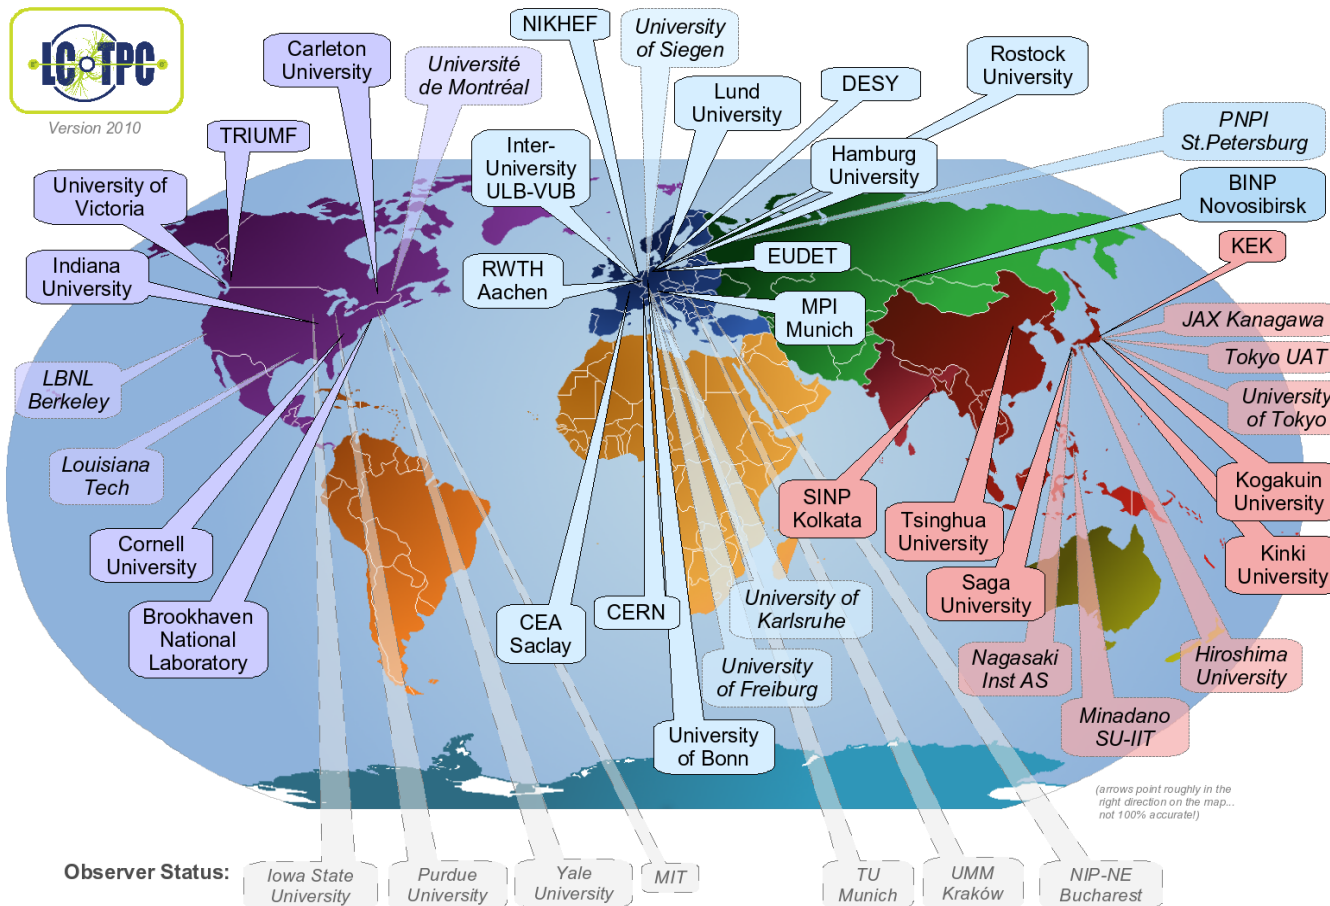 LC TPC
Version 2010
Carleton
University
Université
de Montréal
NIKHEF
University
of Siegen
Lund
University
DESY
Rostock
University
TRIUMF
Inter-
University
ULB-VUB
Hamburg
University
PNPI
St.Petersburg
University of
Victoria
BINP
Novosibirsk
KEK
Indiana
University
RWTH
Aachen
EUDET
MPI
Munich
JAX Kanagawa
Tokyo UAT
University
of Tokyo
LBNL
Berkeley
Louisiana
Tech
SINP
Kolkata
Tsinghua
University
Kogakuin
University
Kinki
University
Cornell
University
Saga
University
Brookhaven
National
Laboratory
CEA
Saclay
CERN
University of
Karlsruhe
University
of Freiburg
University
of Bonn
Nagasaki
Inst AS
Hiroshima
University
Minadano
SU-IIT
(arrows point roughly in the
right direction on the map...
not 100% accurate!)
Observer Status:
Iowa State
University
Purdue
University
Yale
University
MIT
TU
Munich
UMM
Kraków
NIP-NE
Bucharest